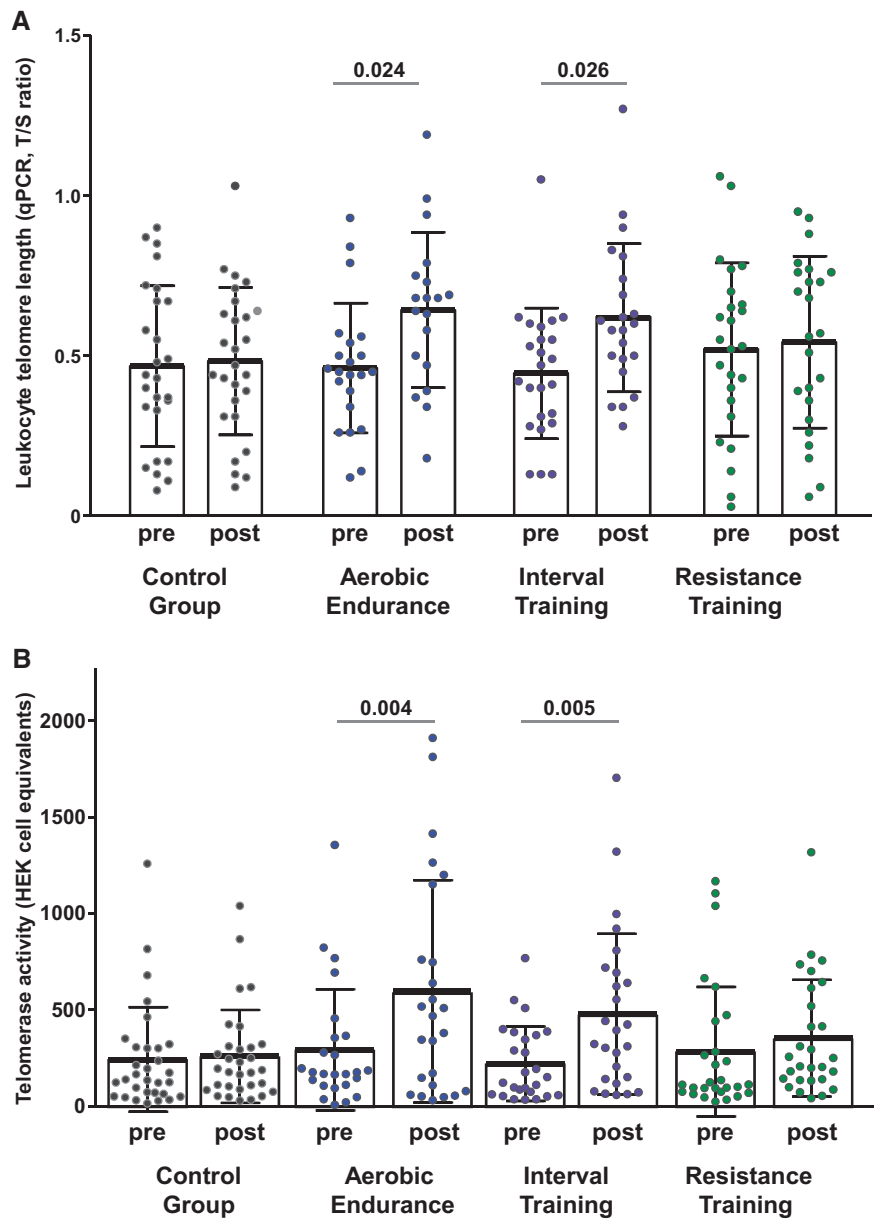 A
Leukocyte telomere length (qPCR, T/S ratio)
1.5
1.0
0.5
0
0.024
0.026
pre post pre post pre post pre post
Control Aerobic Interval Resistance
Group Endurance Training Training
B
Telomerase activity (HEK cell equivalents)
2000
1500
1000
500
0
0.004
0.005
pre post pre post pre post pre post
Control Aerobic Interval Resistance
Group Endurance Training Training